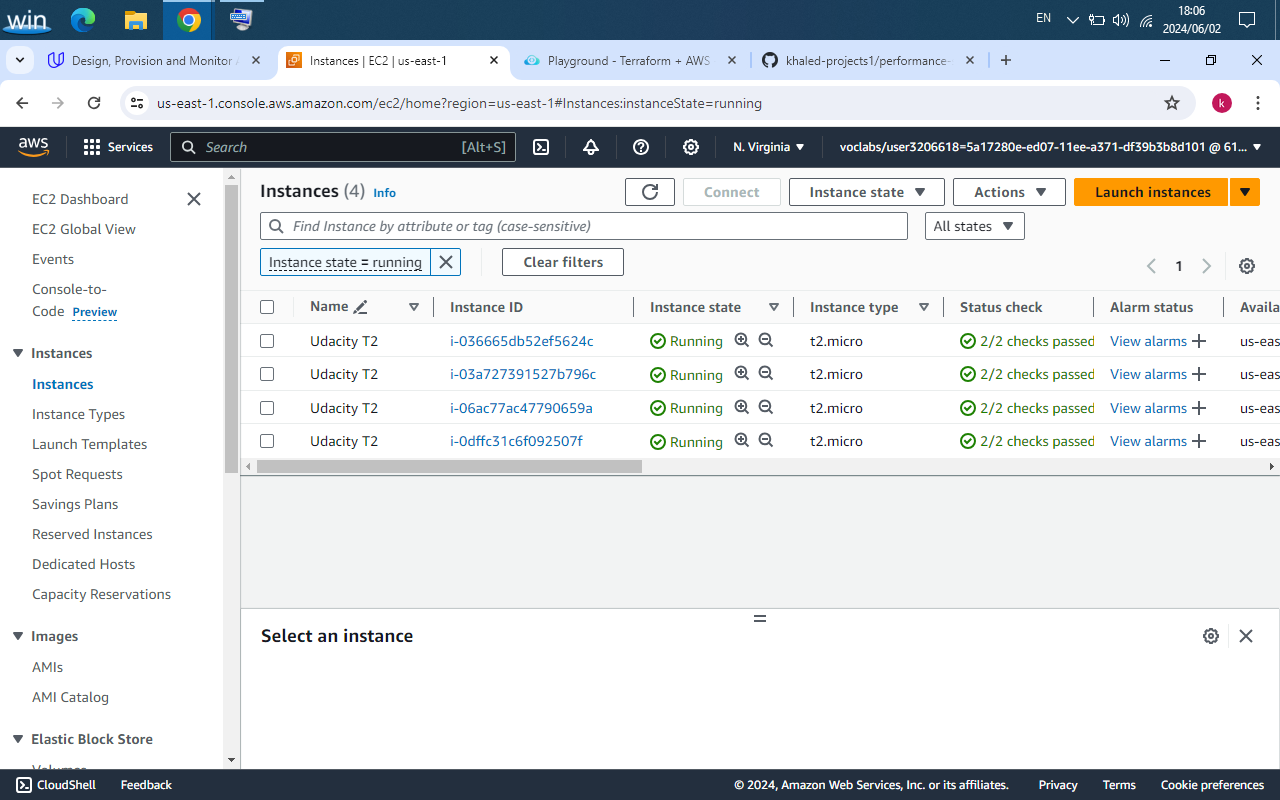 win
EN
18:06
2024/06/02
Design, Provision and Monitor
Instances | EC2 | us-east-1
Playground - Terraform + AWS
khaled-projects1/performance-
us-east-1.console.aws.amazon.com/ec2/home?region=us-east-1#Instances:instanceState=running
k
aws
Services
Search
[Alt+S]
N. Virginia
voclabs/user3206618=5a17280e-ed07-11ee-a371-df39b3b8d101 @ 61...
EC2 Dashboard
EC2 Global View
Events
Console-to-
Code Preview
Instances
Instances
Instance Types
Launch Templates
Spot Requests
Savings Plans
Reserved Instances
Dedicated Hosts
Capacity Reservations
Images
AMIs
AMI Catalog
Elastic Block Store
Volumes
Instances (4) Info
Connect
Instance state
Actions
Launch instances
Find Instance by attribute or tag (case-sensitive)
All states
Instance state = running
Clear filters
1
Name Instance ID Instance state Instance type Status check Alarm status Availa
Udacity T2 i-036665db52ef5624c Running t2.micro 2/2 checks passed View alarms us-eas
Udacity T2 i-03a727391527b796c Running t2.micro 2/2 checks passed View alarms us-eas
Udacity T2 i-06ac77ac47790659a Running t2.micro 2/2 checks passed View alarms us-eas
Udacity T2 i-0dffc31c6f092507f Running t2.micro 2/2 checks passed View alarms us-eas
Select an instance
CloudShell
Feedback
© 2024, Amazon Web Services, Inc. or its affiliates.
Privacy
Terms
Cookie preferences